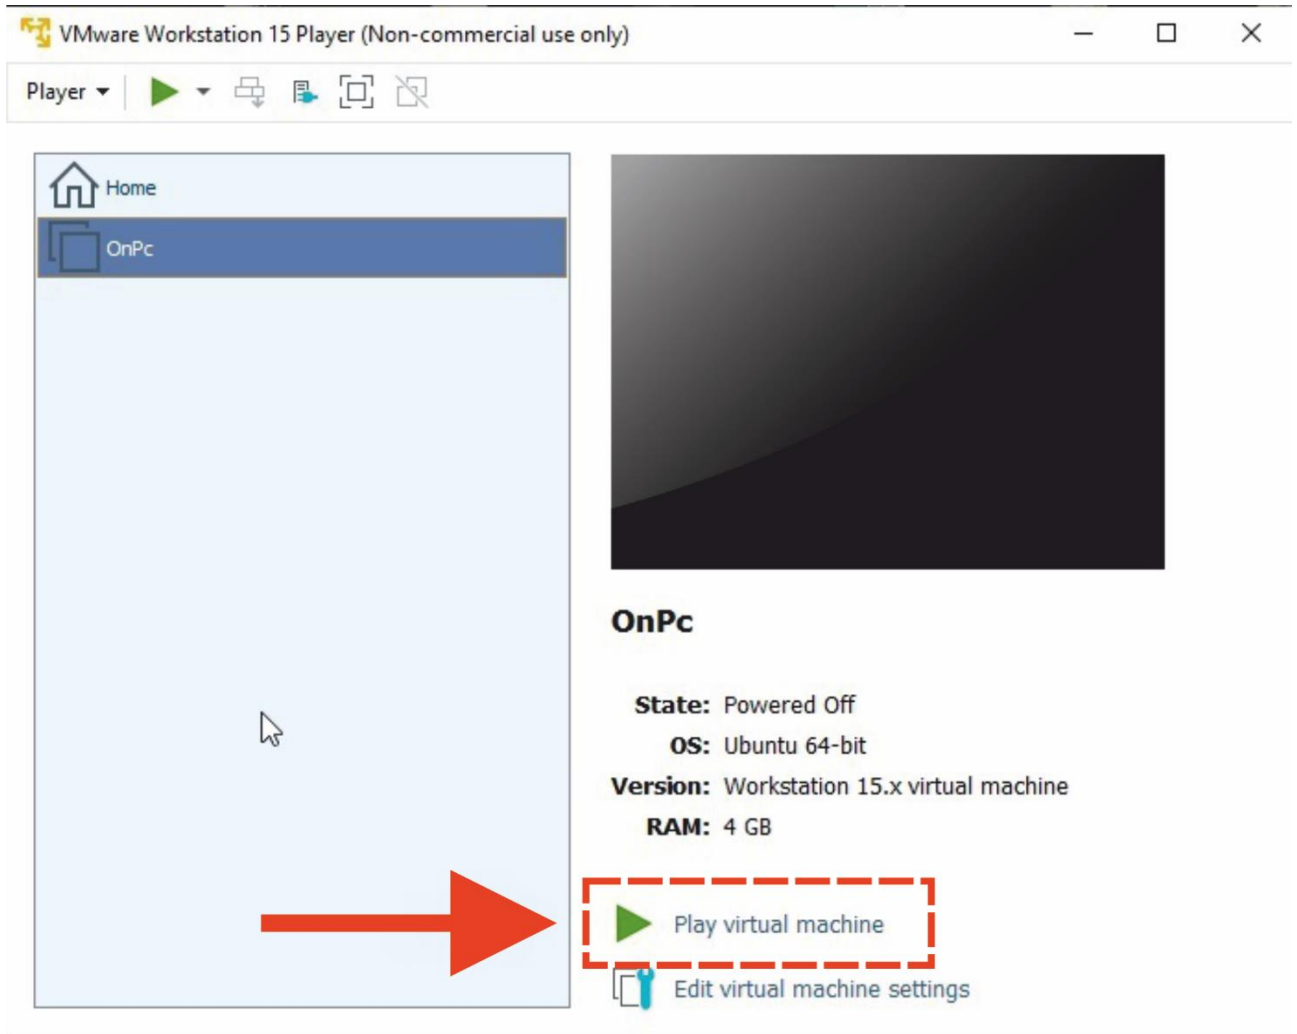 VMware Workstation 15 Player (Non-commercial use only)
Player
Home
OnPc
OnPc
State: Powered Off
OS: Ubuntu 64-bit
Version: Workstation 15.x virtual machine
RAM: 4 GB
Play virtual machine
Edit virtual machine settings